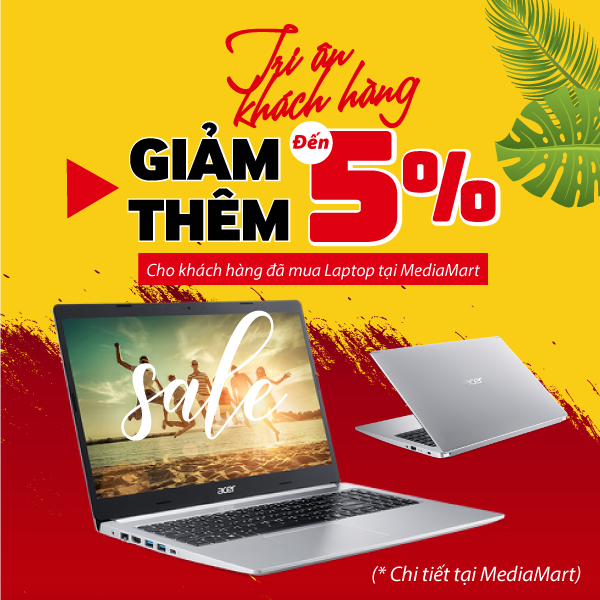 Tri ân
khách hàng
GIẢM
THÊM
Đến
5%
Cho khách hàng đã mua Laptop tại MediaMart
sale
acer
acer
(* Chi tiết tại MediaMart)